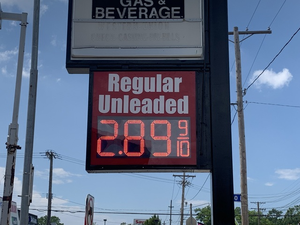 GAS &
BEVERAGE
Regular
Unleaded
2.89 9/10